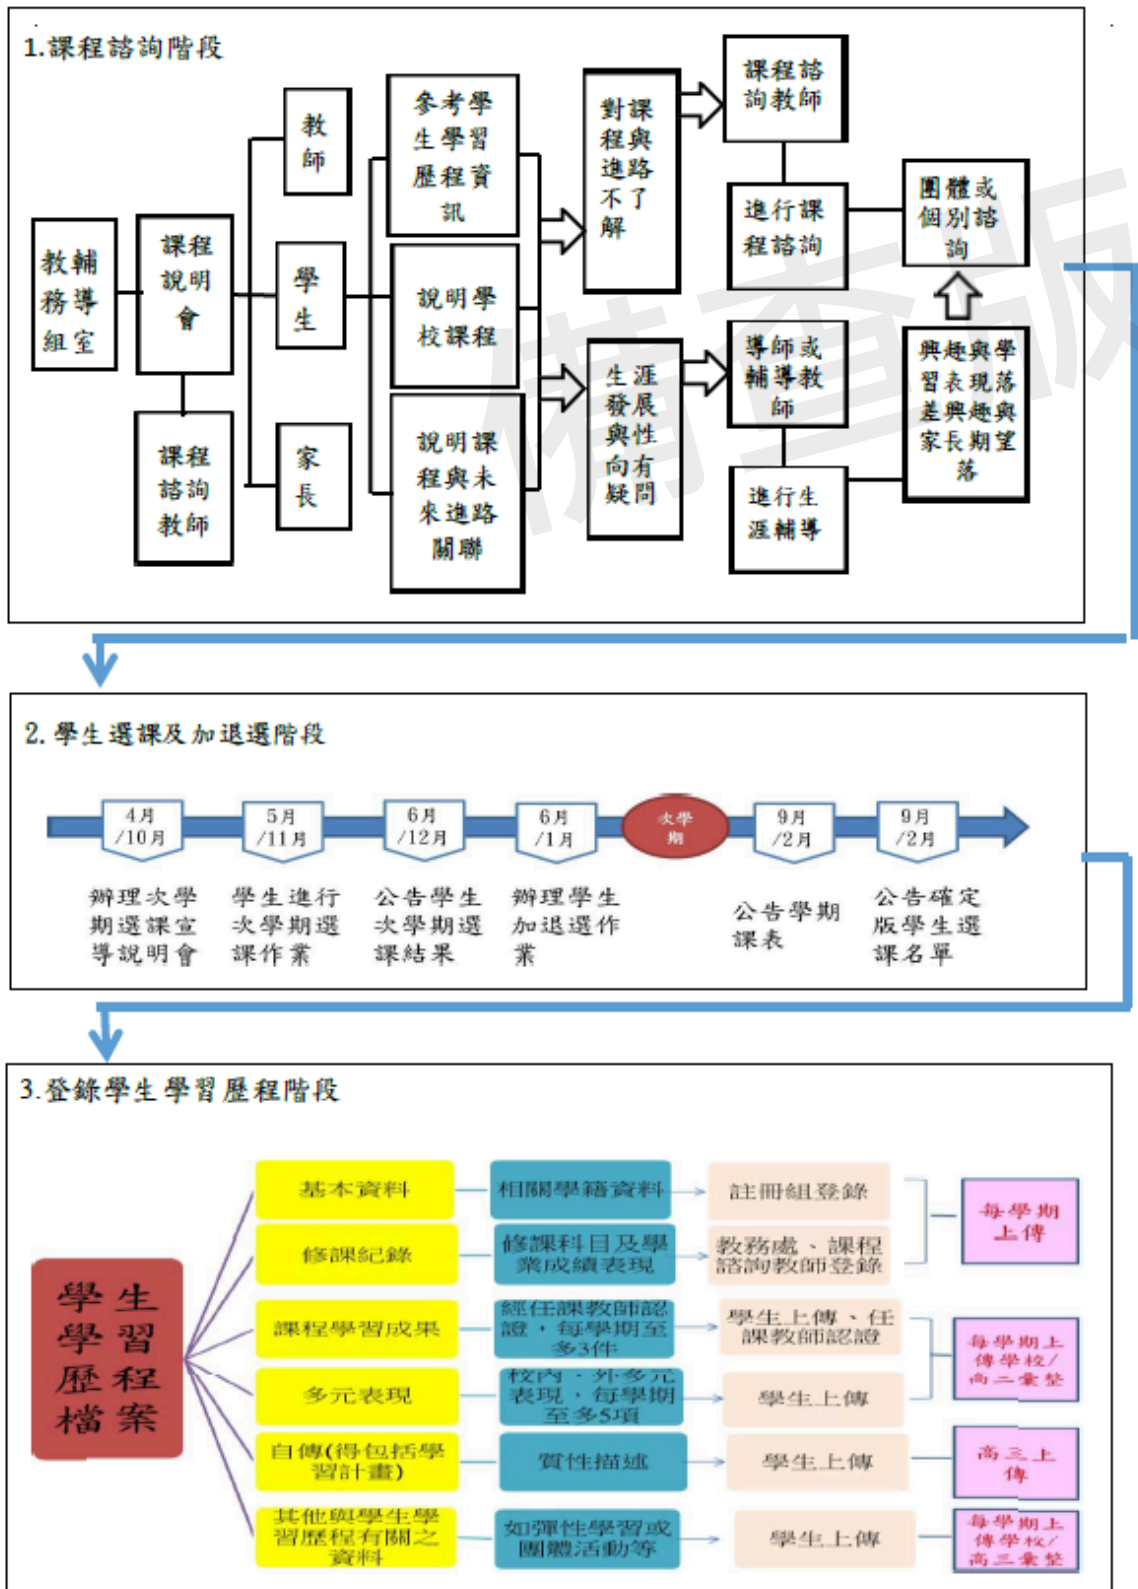 1.課程諮詢階段
教輔
務導
組室
課程
說明
會
課程
諮詢
教師
教
師
學
生
家
長
參考學
生學習
歷程資
訊
說明學
校課程
說明課
程與未
來進路
關聯
對課
程與
進路
不了
解
生涯
發展
與性
向有
疑問
課程諮
詢教師
進行課
程諮詢
導師或
輔導教
師
進行生
涯輔導
團體或
個別諮
詢
興趣與學
習表現落
差興趣與
家長期望
落
備查版
2.學生選課及加退選階段
4月
/10月
5月
/11月
6月
/12月
6月
/1月
次學
期
9月
/2月
9月
/2月
辦理次學
期選課宣
導說明會
學生進行
次學期選
課作業
公告學生
次學期選
課結果
辦理學生
加退選作
業
公告學期
課表
公告確定
版學生選
課名單
3.登錄學生學習歷程階段
學生
學習
歷程
檔案
基本資料
相關學籍資料
註冊組登錄
每學期
上傳
修課紀錄
修課科目及學
業成績表現
教務處、課程
諮詢教師登錄
課程學習成果
經任課教師認
證，每學期至
多3件
學生上傳、任
課教師認證
每學期上
傳學校/
高二彙整
多元表現
校內、外多元
表現，每學期
至多5項
學生上傳
自傳(得包括學
習計畫)
質性描述
學生上傳
高三上
傳
其他與學生學
習歷程有關之
資料
如彈性學習或
團體活動等
學生上傳
每學期上
傳學校/
高三彙整